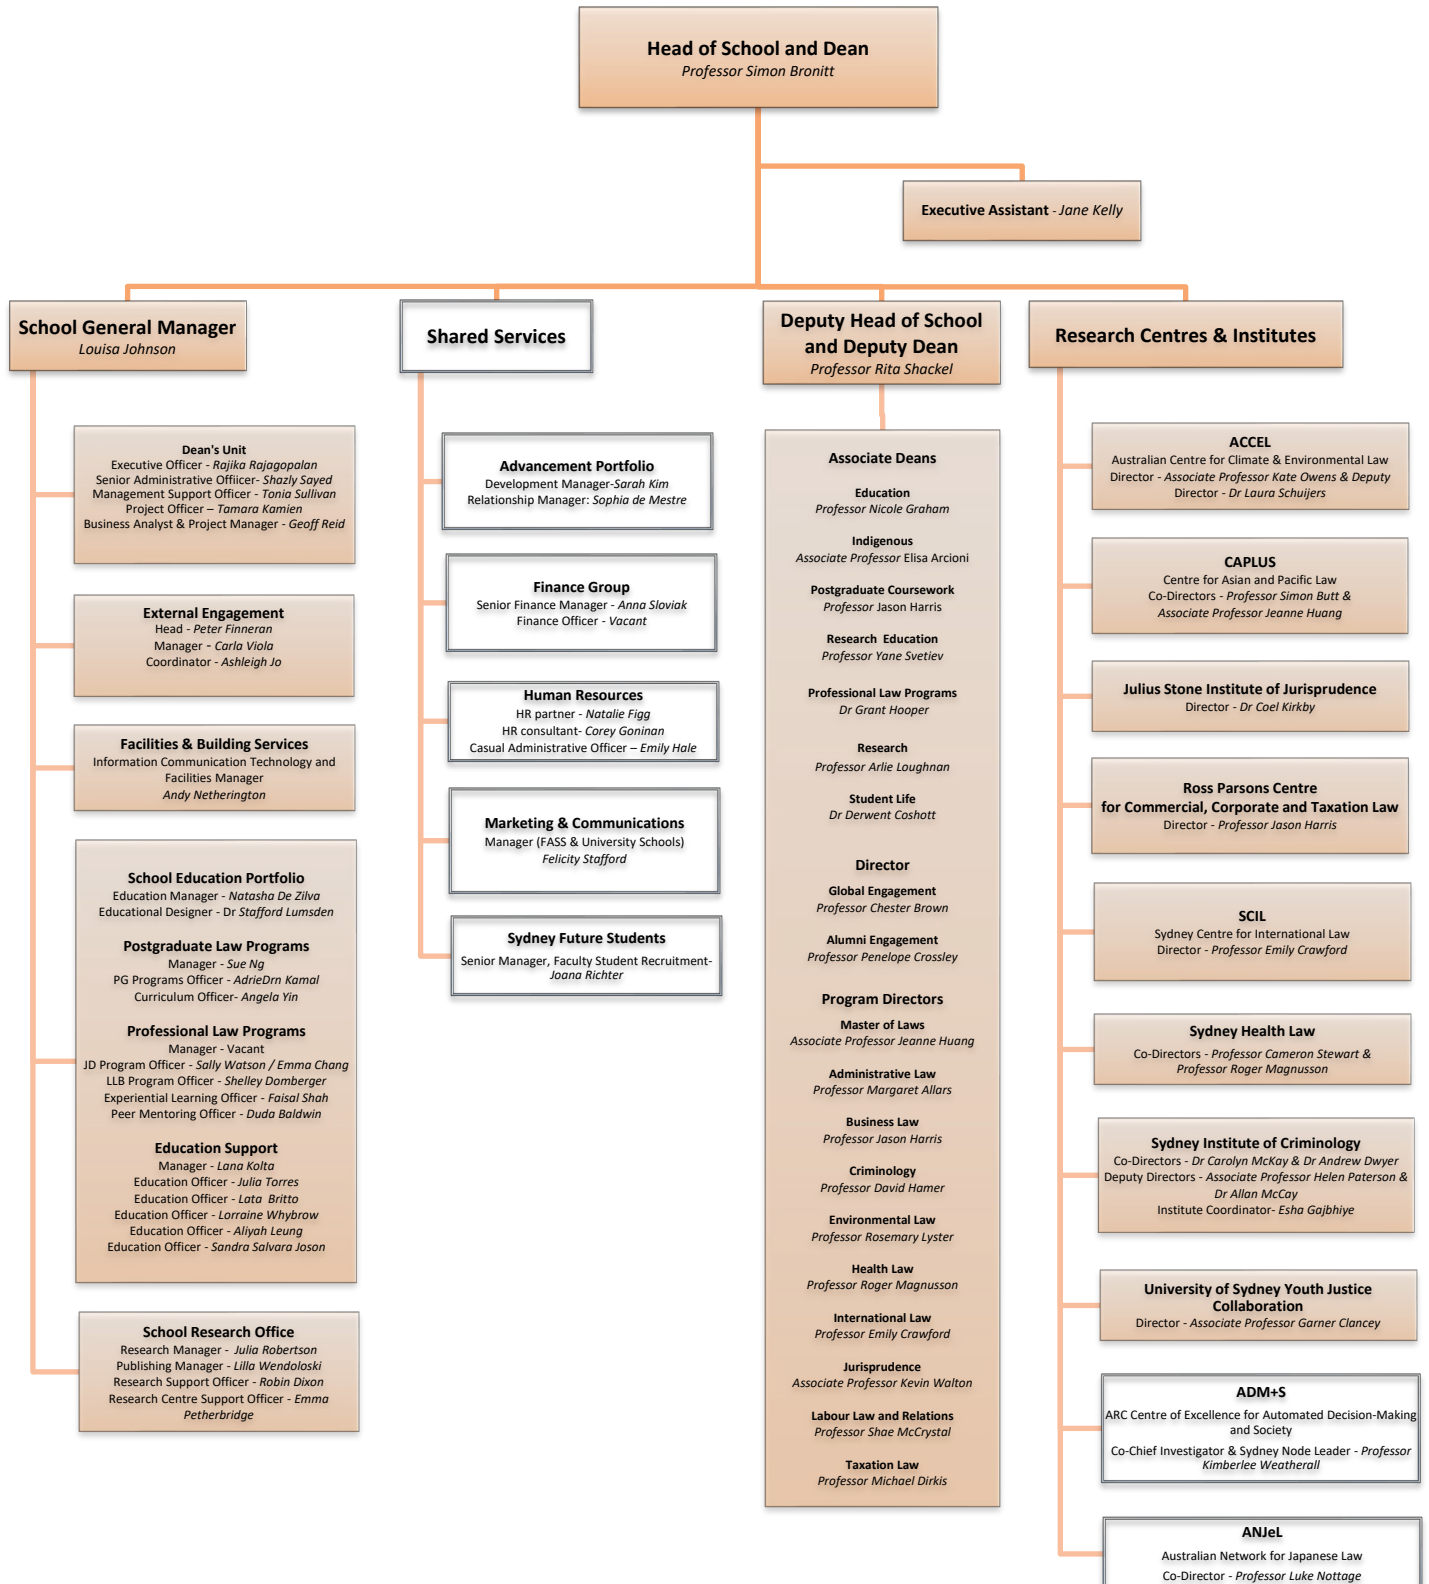 Head of School and Dean
Professor Simon Bronitt
Executive Assistant - Jane Kelly
School General Manager
Louisa Johnson
Dean's Unit
Executive Officer - Rajika Rajagopalan
Senior Administrative Offiicer- Shazly Sayed
Management Support Officer - Tonia Sullivan
Project Officer – Tamara Kamien
Business Analyst & Project Manager - Geoff Reid
External Engagement
Head - Peter Finneran
Manager - Carla Viola
Coordinator - Ashleigh Jo
Facilities & Building Services
Information Communication Technology and
Facilities Manager
Andy Netherington
School Education Portfolio
Education Manager - Natasha De Zilva
Educational Designer - Dr Stafford Lumsden
Postgraduate Law Programs
Manager - Sue Ng
PG Programs Officer - AdrieDrn Kamal
Curriculum Officer- Angela Yin
Professional Law Programs
Manager - Vacant
JD Program Officer - Sally Watson / Emma Chang
LLB Program Officer - Shelley Domberger
Experiential Learning Officer - Faisal Shah
Peer Mentoring Officer - Duda Baldwin
Education Support
Manager - Lana Kolta
Education Officer - Julia Torres
Education Officer - Lata Britto
Education Officer - Lorraine Whybrow
Education Officer - Aliyah Leung
Education Officer - Sandra Salvara Joson
School Research Office
Research Manager - Julia Robertson
Publishing Manager - Lilla Wendoloski
Research Support Officer - Robin Dixon
Research Centre Support Officer - Emma
Petherbridge
Shared Services
Advancement Portfolio
Development Manager-Sarah Kim
Relationship Manager: Sophia de Mestre
Finance Group
Senior Finance Manager - Anna Sloviak
Finance Officer - Vacant
Human Resources
HR partner - Natalie Figg
HR consultant- Corey Goninan
Casual Administrative Officer – Emily Hale
Marketing & Communications
Manager (FASS & University Schools)
Felicity Stafford
Sydney Future Students
Senior Manager, Faculty Student Recruitment-
Joana Richter
Deputy Head of School
and Deputy Dean
Professor Rita Shackel
Associate Deans
Education
Professor Nicole Graham
Indigenous
Associate Professor Elisa Arcioni
Postgraduate Coursework
Professor Jason Harris
Research Education
Professor Yane Svetiev
Professional Law Programs
Dr Grant Hooper
Research
Professor Arlie Loughnan
Student Life
Dr Derwent Coshott
Director
Global Engagement
Professor Chester Brown
Alumni Engagement
Professor Penelope Crossley
Program Directors
Master of Laws
Associate Professor Jeanne Huang
Administrative Law
Professor Margaret Allars
Business Law
Professor Jason Harris
Criminology
Professor David Hamer
Environmental Law
Professor Rosemary Lyster
Health Law
Professor Roger Magnusson
International Law
Professor Emily Crawford
Jurisprudence
Associate Professor Kevin Walton
Labour Law and Relations
Professor Shae McCrystal
Taxation Law
Professor Michael Dirkis
Research Centres & Institutes
ACCEL
Australian Centre for Climate & Environmental Law
Director - Associate Professor Kate Owens & Deputy
Director - Dr Laura Schuijers
CAPLUS
Centre for Asian and Pacific Law
Co-Directors - Professor Simon Butt &
Associate Professor Jeanne Huang
Julius Stone Institute of Jurisprudence
Director - Dr Coel Kirkby
Ross Parsons Centre
for Commercial, Corporate and Taxation Law
Director - Professor Jason Harris
SCIL
Sydney Centre for International Law
Director - Professor Emily Crawford
Sydney Health Law
Co-Directors - Professor Cameron Stewart &
Professor Roger Magnusson
Sydney Institute of Criminology
Co-Directors - Dr Carolyn McKay & Dr Andrew Dwyer
Deputy Directors - Associate Professor Helen Paterson &
Dr Allan McCay
Institute Coordinator- Esha Gajbhiye
University of Sydney Youth Justice
Collaboration
Director - Associate Professor Garner Clancey
ADM+S
ARC Centre of Excellence for Automated Decision-Making
and Society
Co-Chief Investigator & Sydney Node Leader - Professor
Kimberlee Weatherall
ANJeL
Australian Network for Japanese Law
Co-Director - Professor Luke Nottage